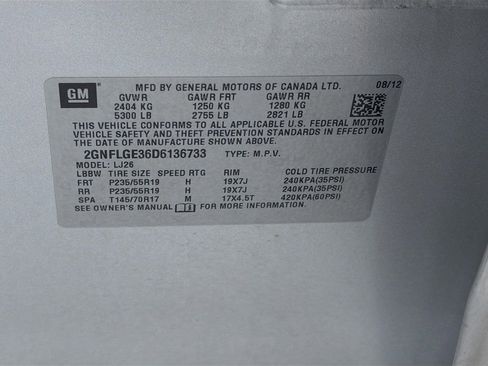 GM MFD BY GENERAL MOTORS OF CANADA LTD. 08/12
GVWR GAWR FRT GAWR RR
2404 KG 1250 KG 1280 KG
5300 LB 2755 LB 2821 LB
THIS VEHICLE CONFORMS TO ALL APPLICABLE U.S. FEDERAL MOTOR
VEHICLE SAFETY AND THEFT PREVENTION STANDARDS IN EFFECT ON
THE DATE OF MANUFACTURE SHOWN ABOVE.
2GNFLGE36D6136733 TYPE: M.P.V.
MODEL: LJ26
LBBW TIRE SIZE SPEED RTG RIM COLD TIRE PRESSURE
FRT P235/55R19 H 19X7J 240KPA(35PSI)
RR P235/55R19 H 19X7J 240KPA(35PSI)
SPA T145/70R17 M 17X4.5T 420KPA(60PSI)
SEE OWNER'S MANUAL FOR MORE INFORMATION